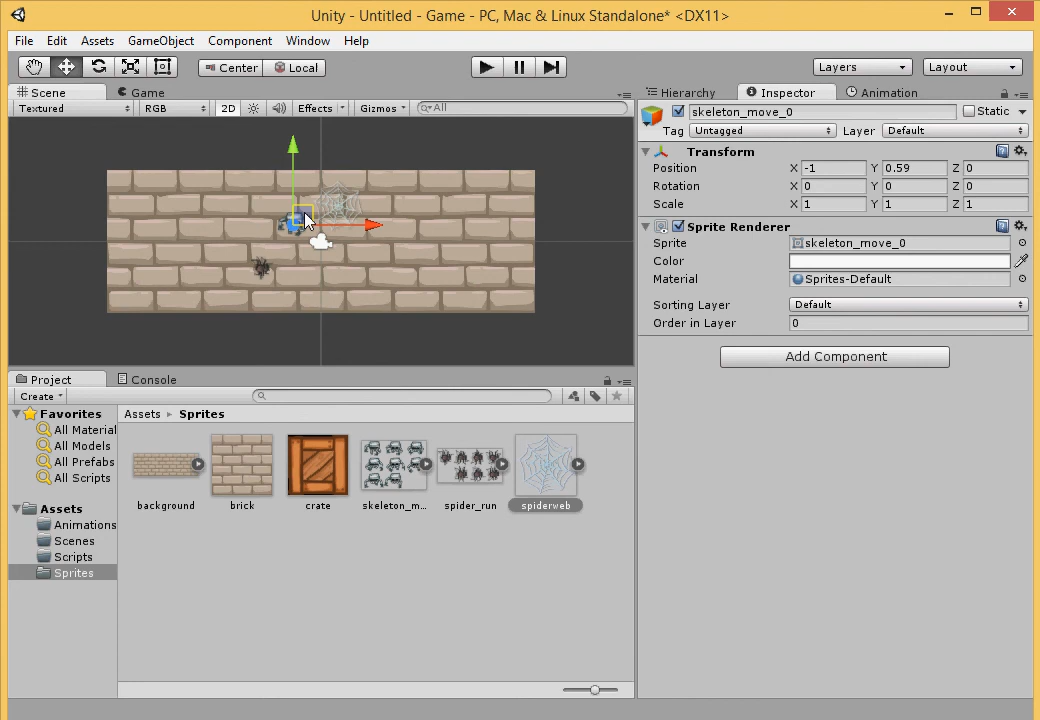 Unity - Untitled - Game - PC, Mac & Linux Standalone* <DX11>
File Edit Assets GameObject Component Window Help
Center Local Layers Layout
Scene Game Hierarchy Inspector Animation
Textured RGB 2D Effects Gizmos All
skeleton_move_0 Static
Tag Untagged Layer Default
Transform
Position X -1 Y 0.59 Z 0
Rotation X 0 Y 0 Z 0
Scale X 1 Y 1 Z 1
Sprite Renderer
Sprite skeleton_move_0
Color
Material Sprites-Default
Sorting Layer Default
Order in Layer 0
Add Component
Project Console
Create
Favorites
All Material
All Models
All Prefabs
All Scripts
Assets
Animations
Scenes
Scripts
Sprites
Assets Sprites
background brick crate skeleton_m... spider_run spiderweb